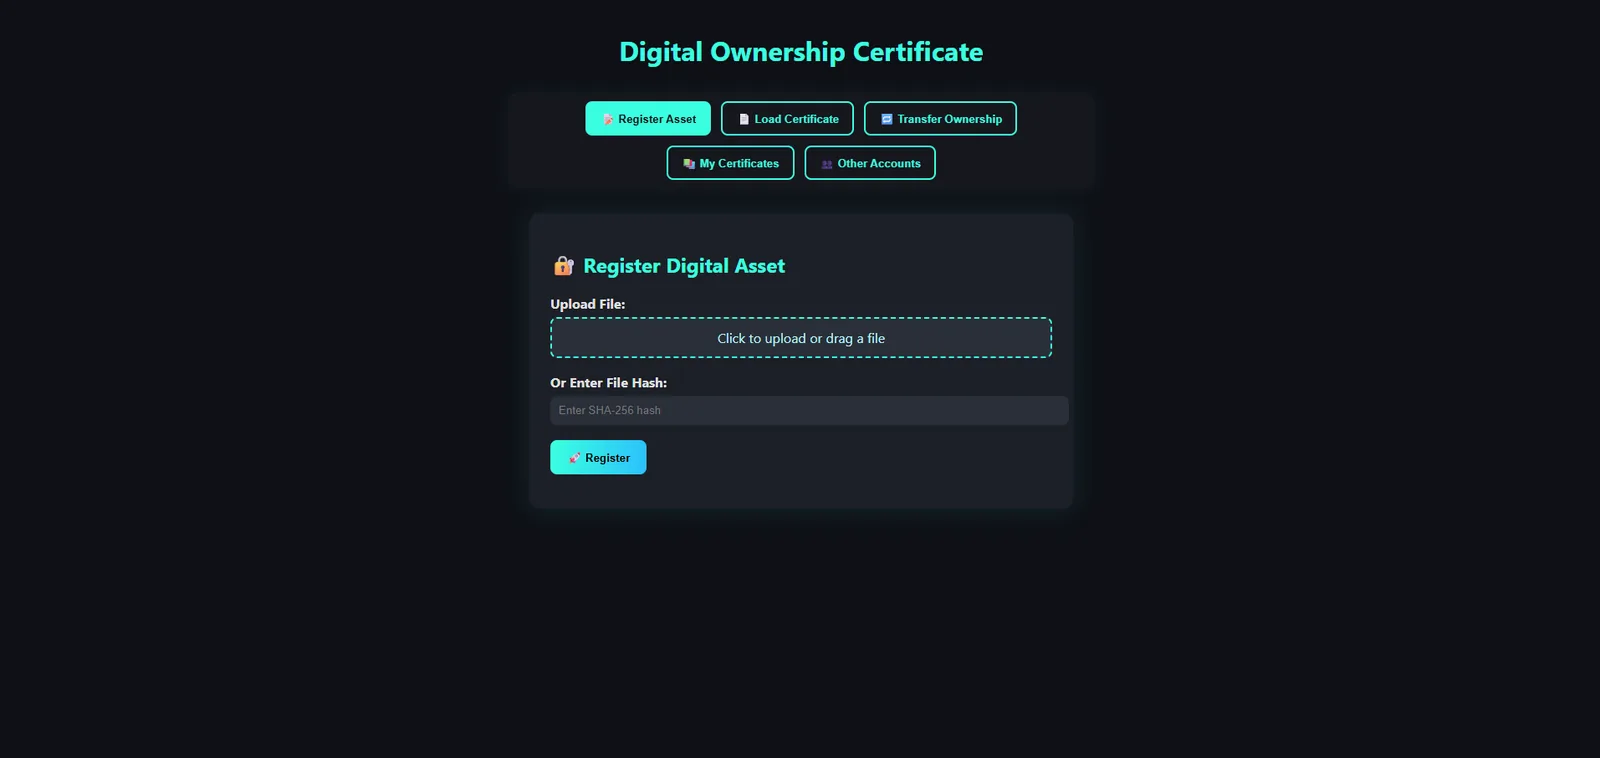 Digital Ownership Certificate
Register Asset
Load Certificate
Transfer Ownership
My Certificates
Other Accounts
Register Digital Asset
Upload File:
Click to upload or drag a file
Or Enter File Hash:
Enter SHA-256 hash
Register